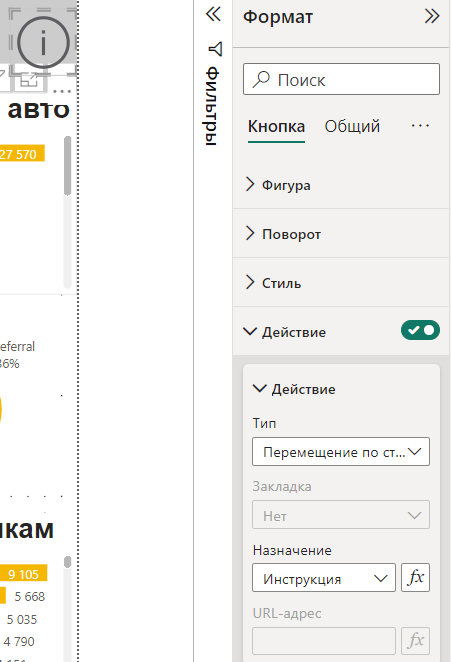 i
авто
27 570
eferral
36%
икам
9 105
5 668
5 035
4 790
Фильтры
Формат
Поиск
Кнопка Общий ...
Фигура
Поворот
Стиль
Действие
Действие
Тип
Перемещение по ст...
Закладка
Нет
Назначение
Инструкция fx
URL-адрес
fx